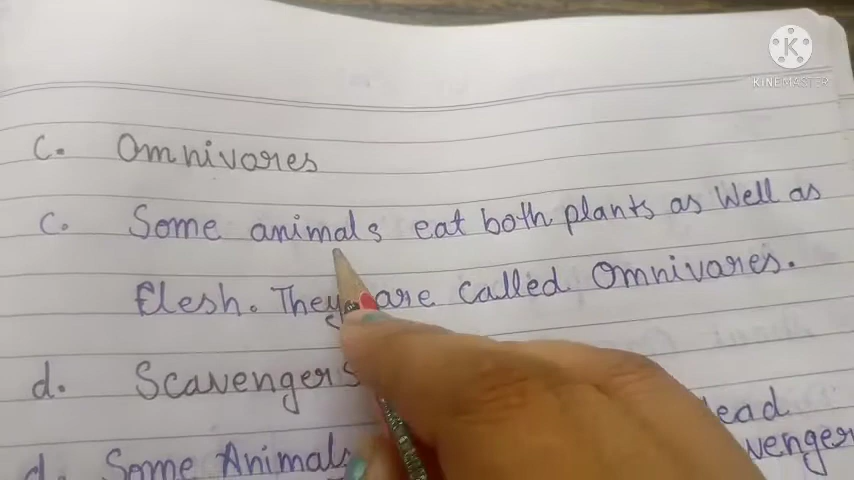 KINEMASTER
c. Omnivores
c. Some animals eat both plants as Well as
flesh. They are called Omnivores.
d. Scavengers
ead
d. Some Animals
venger